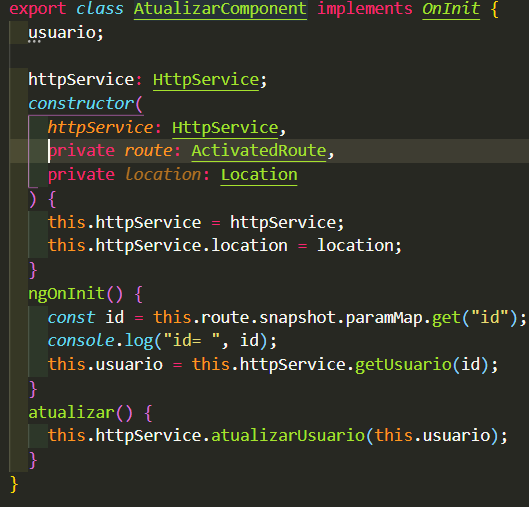 export class AtualizarComponent implements OnInit {
usuario;
httpService: HttpService;
constructor(
httpService: HttpService,
private route: ActivatedRoute,
private location: Location
) {
this.httpService = httpService;
this.httpService.location = location;
}
ngOnInit() {
const id = this.route.snapshot.paramMap.get("id");
console.log("id= ", id);
this.usuario = this.httpService.getUsuario(id);
}
atualizar() {
this.httpService.atualizarUsuario(this.usuario);
}
}